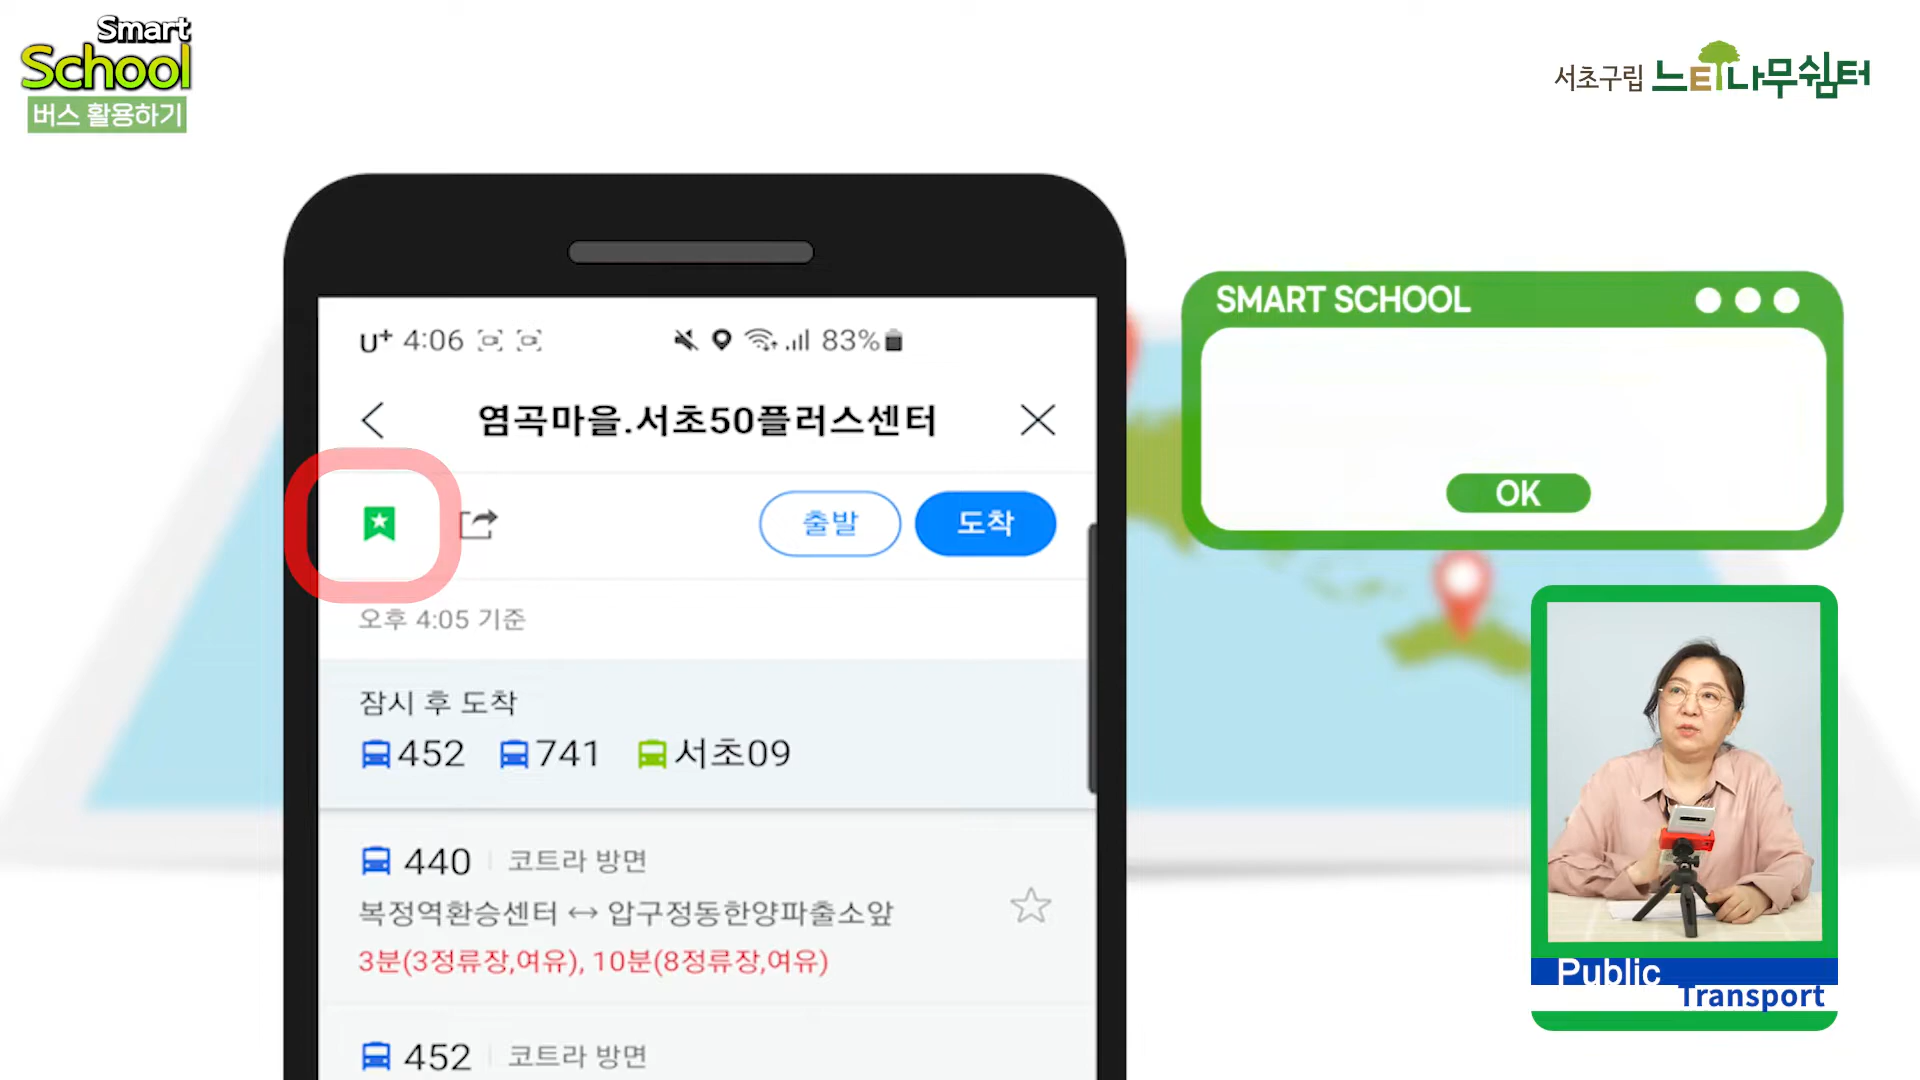 Smart
School
버스 활용하기
서초구립 느티나무쉼터
U+ 4:06 83%
염곡마을.서초50플러스센터
출발 도착
오후 4:05 기준
잠시 후 도착
452 741 서초09
440 코트라 방면
복정역환승센터 ↔ 압구정동한양파출소앞
3분(3정류장,여유), 10분(8정류장,여유)
452 코트라 방면
SMART SCHOOL
OK
Public
Transport